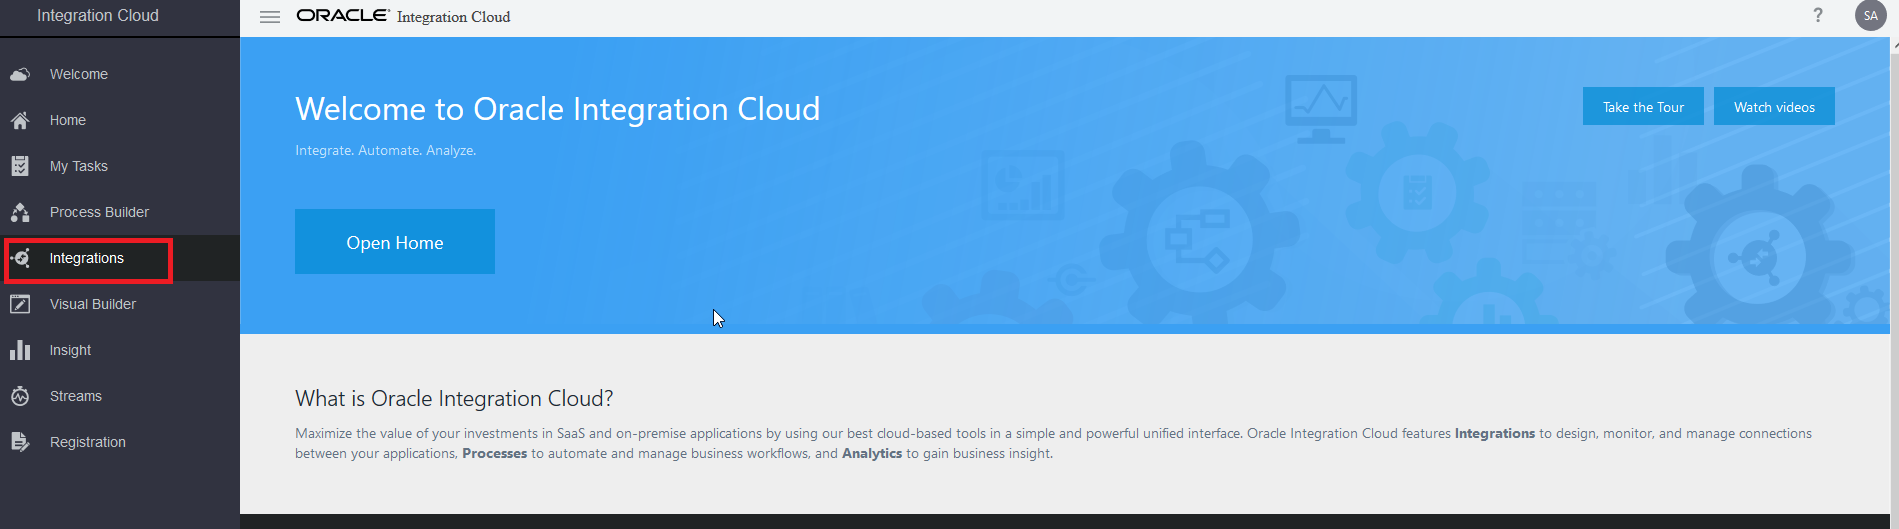 Integration Cloud
ORACLE® Integration Cloud
?
SA
Welcome
Home
My Tasks
Process Builder
Integrations
Visual Builder
Insight
Streams
Registration
Welcome to Oracle Integration Cloud
Integrate. Automate. Analyze.
Take the Tour
Watch videos
Open Home
What is Oracle Integration Cloud?
Maximize the value of your investments in SaaS and on-premise applications by using our best cloud-based tools in a simple and powerful unified interface. Oracle Integration Cloud features Integrations to design, monitor, and manage connections
between your applications, Processes to automate and manage business workflows, and Analytics to gain business insight.